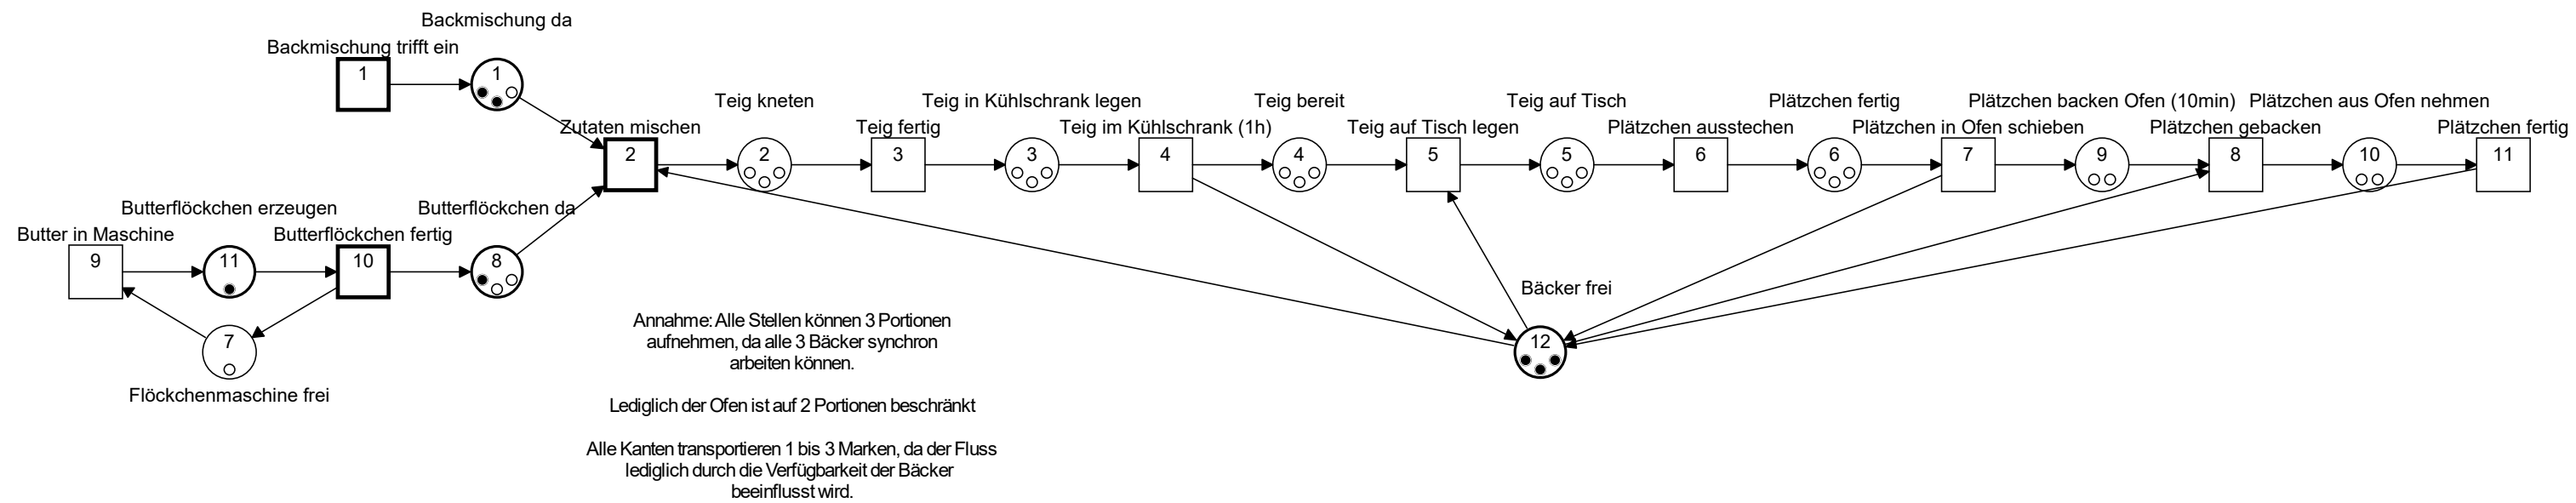 Backmischung da
Backmischung trifft ein
1
1
Teig kneten
Teig in Kühlschrank legen
Teig bereit
Teig auf Tisch
Plätzchen fertig
Plätzchen backen Ofen (10min)
Plätzchen aus Ofen nehmen
Zutaten mischen
Teig fertig
Teig im Kühlschrank (1h)
Teig auf Tisch legen
Plätzchen ausstechen
Plätzchen in Ofen schieben
Plätzchen gebacken
Plätzchen fertig
2
2
3
3
4
4
5
5
6
6
7
9
8
10
11
Butterflöckchen erzeugen
Butterflöckchen da
Butter in Maschine
Butterflöckchen fertig
9
11
10
8
Bäcker frei
7
12
Flöckchenmaschine frei
Annahme: Alle Stellen können 3 Portionen
aufnehmen, da alle 3 Bäcker synchron
arbeiten können.
Lediglich der Ofen ist auf 2 Portionen beschränkt
Alle Kanten transportieren 1 bis 3 Marken, da der Fluss
lediglich durch die Verfügbarkeit der Bäcker
beeinflusst wird.